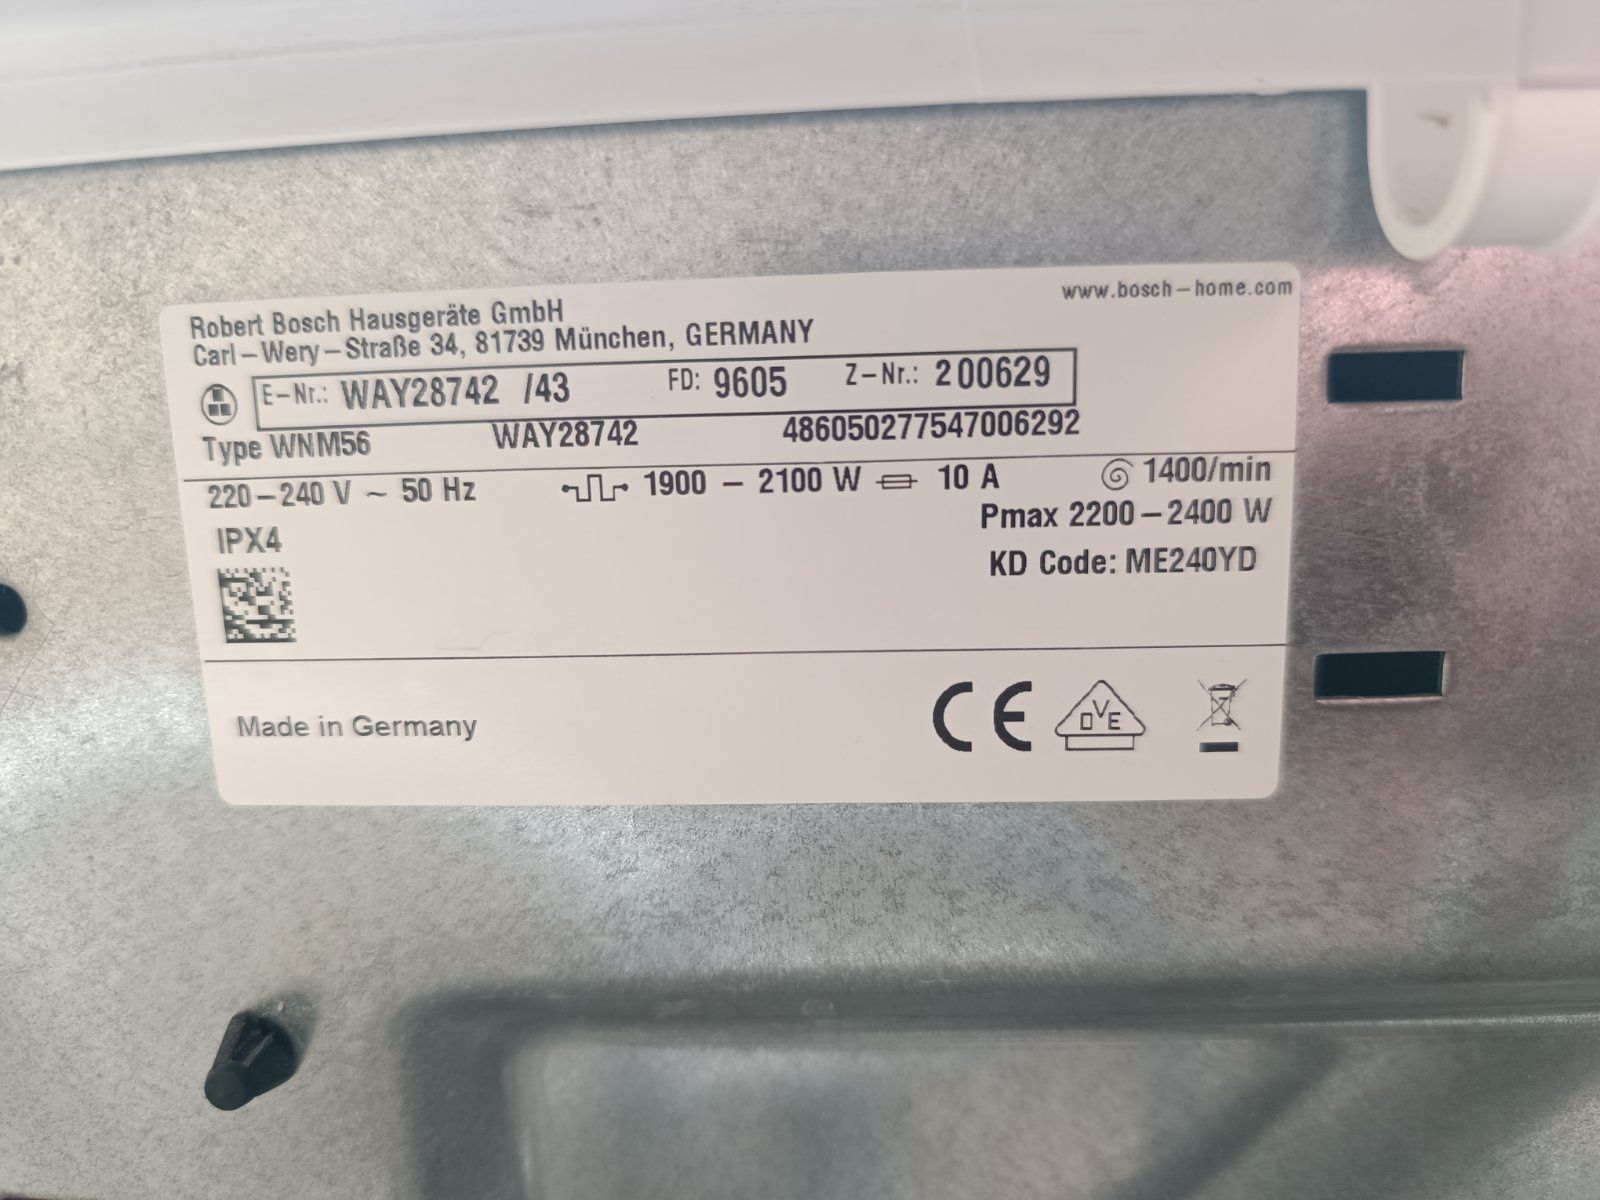 www.bosch-home.com
Robert Bosch Hausgeräte GmbH
Carl-Wery-Straße 34, 81739 München, GERMANY
E-Nr.: WAY28742 /43 FD: 9605 Z-Nr.: 200629
Type WNM56 WAY28742 486050277547006292
220-240 V ~ 50 Hz 1900 - 2100 W 10 A 1400/min
IPX4 Pmax 2200-2400 W
KD Code: ME240YD
Made in Germany CE OVE